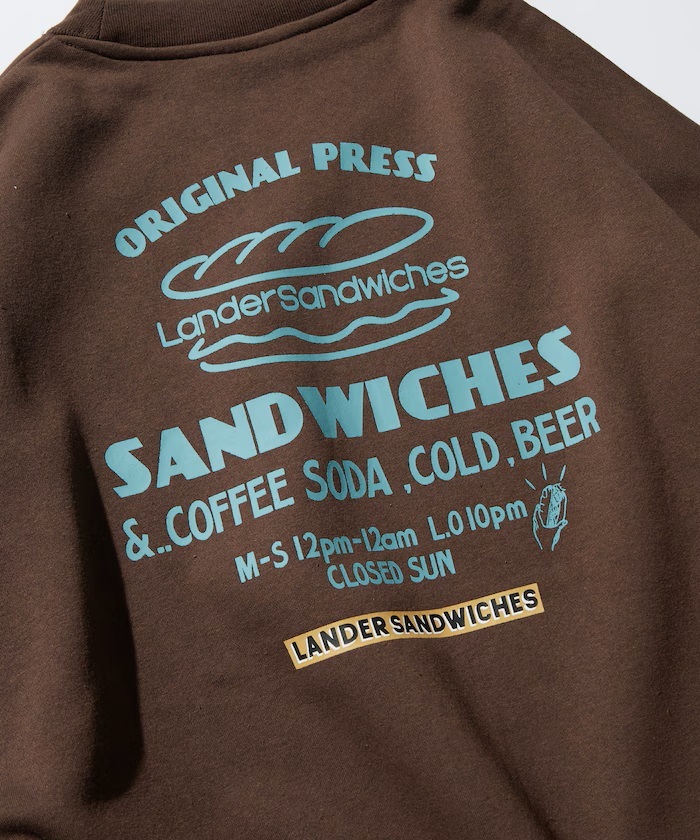 ORIGINAL PRESS
LanderSandwiches
SANDWICHES
&..COFFEE SODA ,COLD ,BEER
M-S 12pm-12am L.O 10pm
CLOSED SUN
LANDER SANDWICHES